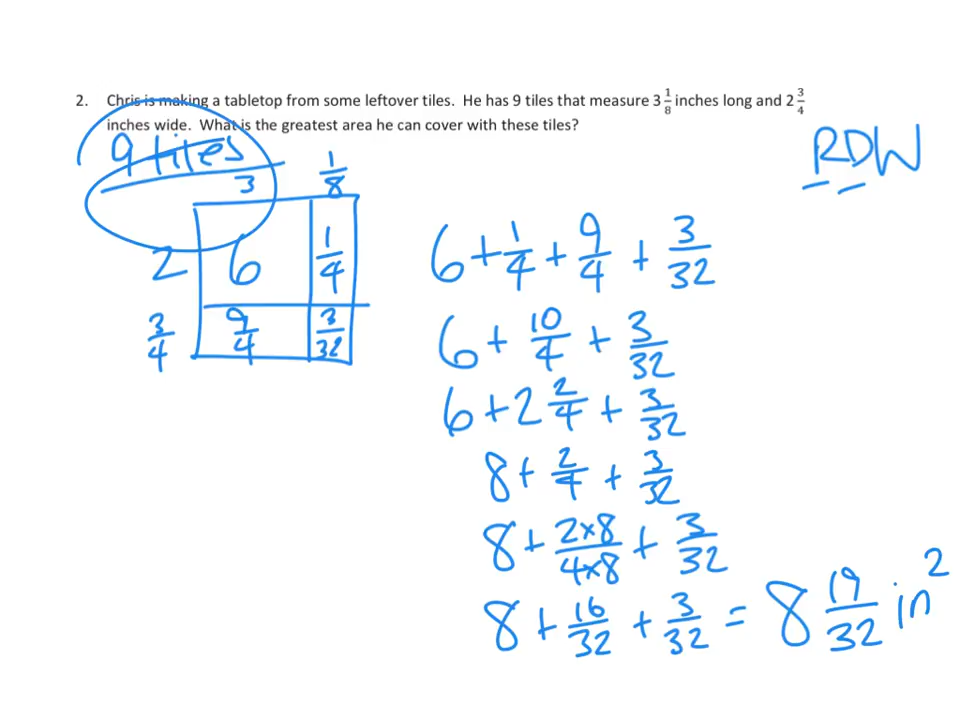 2. Chris is making a tabletop from some leftover tiles. He has 9 tiles that measure 3 1/8 inches long and 2 3/4
inches wide. What is the greatest area he can cover with these tiles?
9 tiles
RDW
3 1/8
2 6 1/4
3/4 9/4 3/32
6 + 1/4 + 9/4 + 3/32
6 + 10/4 + 3/32
6 + 2 2/4 + 3/32
8 + 2/4 + 3/32
8 + 2×8/4×8 + 3/32
8 + 16/32 + 3/32 = 8 19/32 in²